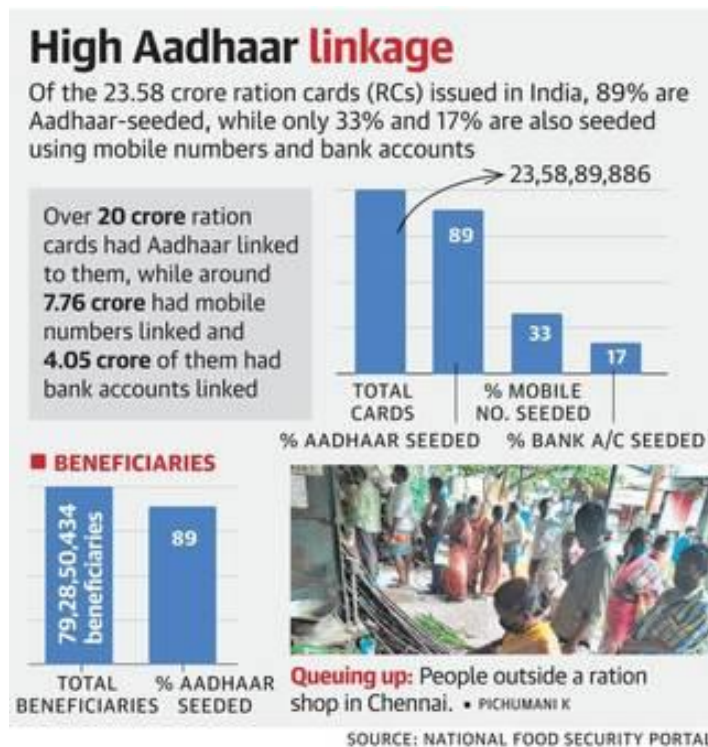 High Aadhaar linkage
Of the 23.58 crore ration cards (RCs) issued in India, 89% are
Aadhaar-seeded, while only 33% and 17% are also seeded
using mobile numbers and bank accounts
Over 20 crore ration
cards had Aadhaar linked
to them, while around
7.76 crore had mobile
numbers linked and
4.05 crore of them had
bank accounts linked
23,58,89,886
89
33
17
TOTAL
CARDS
% MOBILE
NO. SEEDED
% AADHAAR SEEDED
% BANK A/C SEEDED
BENEFICIARIES
79,28,50,434
beneficiaries
89
TOTAL
BENEFICIARIES
% AADHAAR
SEEDED
Queuing up: People outside a ration
shop in Chennai. • PICHUMANI K
SOURCE: NATIONAL FOOD SECURITY PORTAL